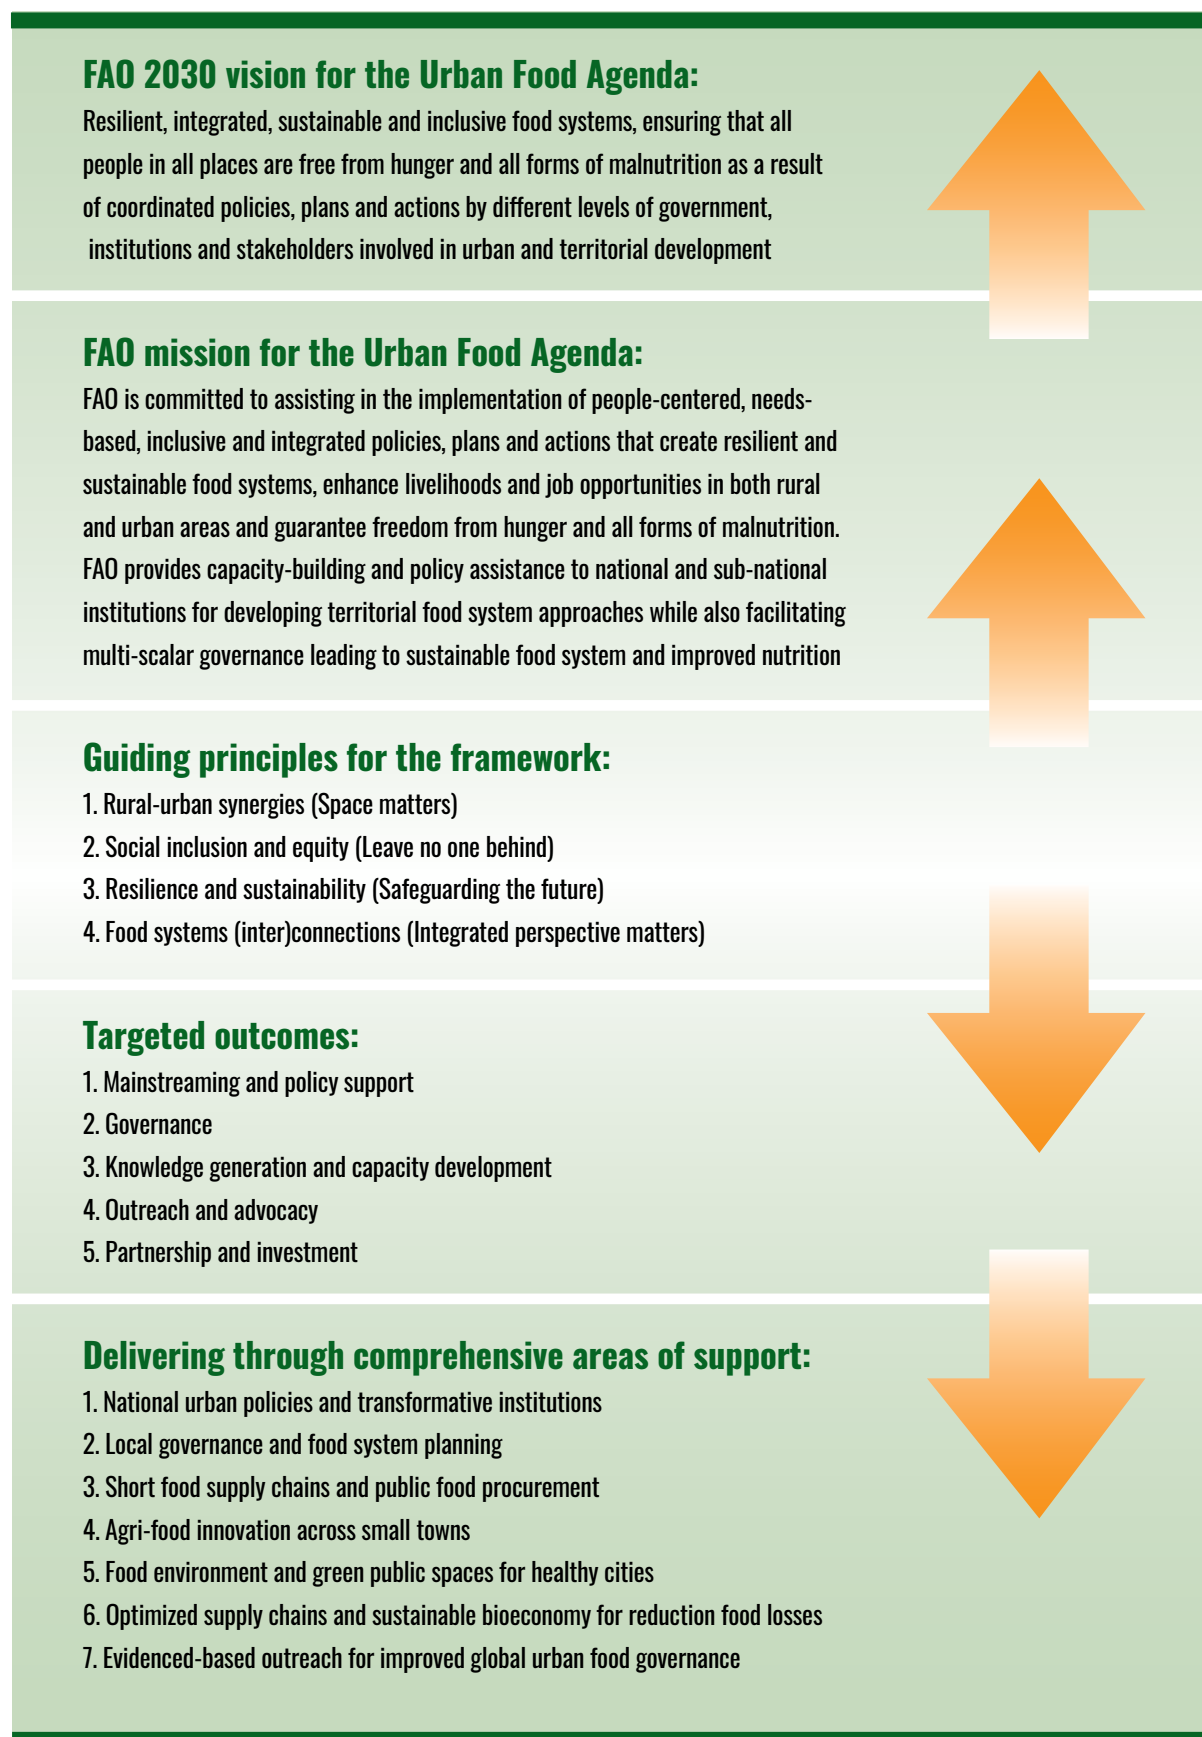 FAO 2030 vision for the Urban Food Agenda:
Resilient, integrated, sustainable and inclusive food systems, ensuring that all
people in all places are free from hunger and all forms of malnutrition as a result
of coordinated policies, plans and actions by different levels of government,
institutions and stakeholders involved in urban and territorial development
FAO mission for the Urban Food Agenda:
FAO is committed to assisting in the implementation of people-centered, needs-
based, inclusive and integrated policies, plans and actions that create resilient and
sustainable food systems, enhance livelihoods and job opportunities in both rural
and urban areas and guarantee freedom from hunger and all forms of malnutrition.
FAO provides capacity-building and policy assistance to national and sub-national
institutions for developing territorial food system approaches while also facilitating
multi-scalar governance leading to sustainable food system and improved nutrition
Guiding principles for the framework:
1. Rural-urban synergies (Space matters)
2. Social inclusion and equity (Leave no one behind)
3. Resilience and sustainability (Safeguarding the future)
4. Food systems (inter)connections (Integrated perspective matters)
Targeted outcomes:
1. Mainstreaming and policy support
2. Governance
3. Knowledge generation and capacity development
4. Outreach and advocacy
5. Partnership and investment
Delivering through comprehensive areas of support:
1. National urban policies and transformative institutions
2. Local governance and food system planning
3. Short food supply chains and public food procurement
4. Agri-food innovation across small towns
5. Food environment and green public spaces for healthy cities
6. Optimized supply chains and sustainable bioeconomy for reduction food losses
7. Evidenced-based outreach for improved global urban food governance